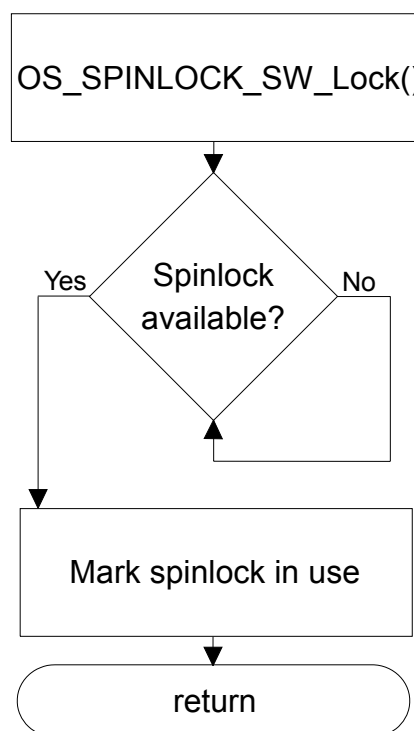 OS_SPINLOCK_SW_Lock()
Yes
Spinlock
available?
No
Mark spinlock in use
return